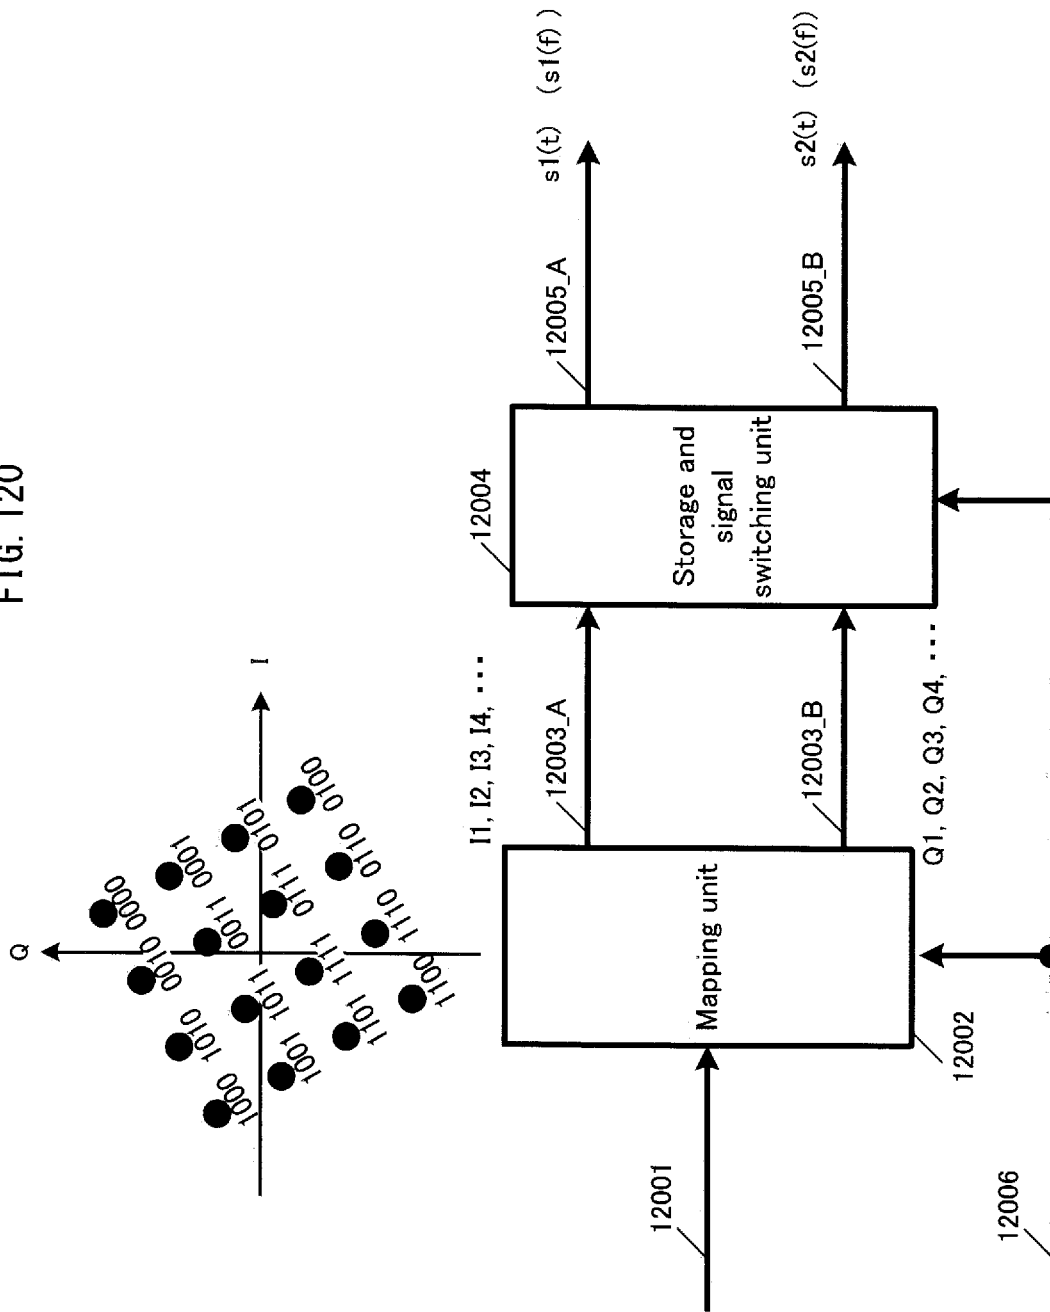 FIG. 120
Q
I
0000
0001
0101
0100
0010
0011
0111
0110
1010
1011
1111
1110
1000
1001
1101
1100
I1, I2, I3, I4, ···
12004
s1(t) (s1(f))
12003_A
12005_A
Mapping unit
Storage and
signal
switching unit
s2(t) (s2(f))
12003_B
12005_B
Q1, Q2, Q3, Q4, ···
12001
12002
12006